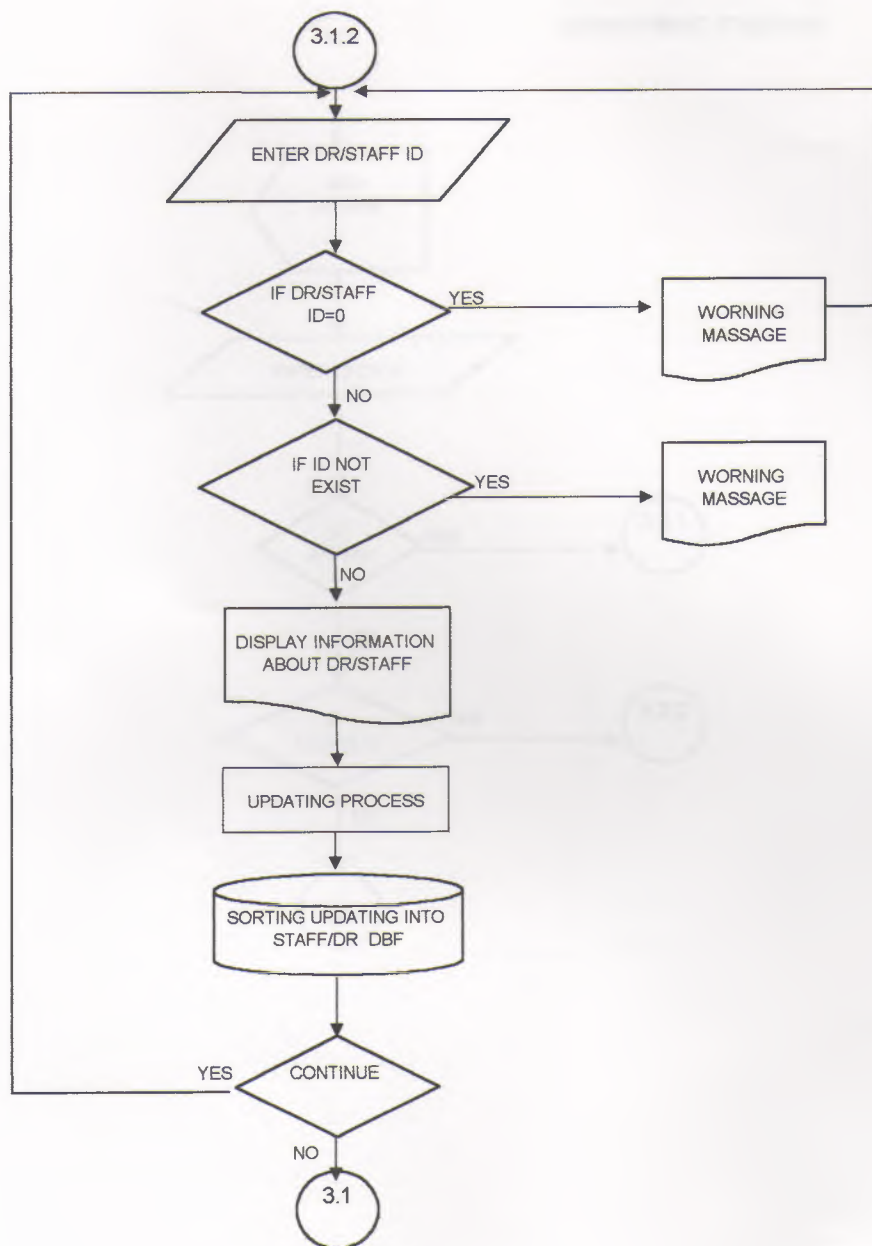 3.1.2
ENTER DR/STAFF ID
IF DR/STAFF
ID=0
YES
WORNING
MASSAGE
NO
IF ID NOT
EXIST
YES
WORNING
MASSAGE
NO
DISPLAY INFORMATION
ABOUT DR/STAFF
UPDATING PROCESS
SORTING UPDATING INTO
STAFF/DR DBF
YES
CONTINUE
NO
3.1